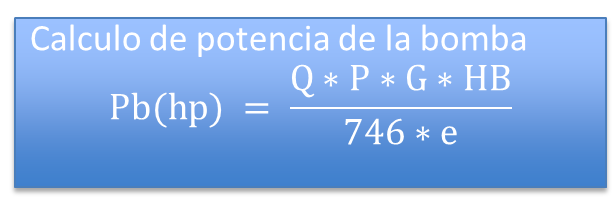 Calculo de potencia de la bomba
Pb(hp) = Q ∗ P ∗ G ∗ HB / 746 ∗ e